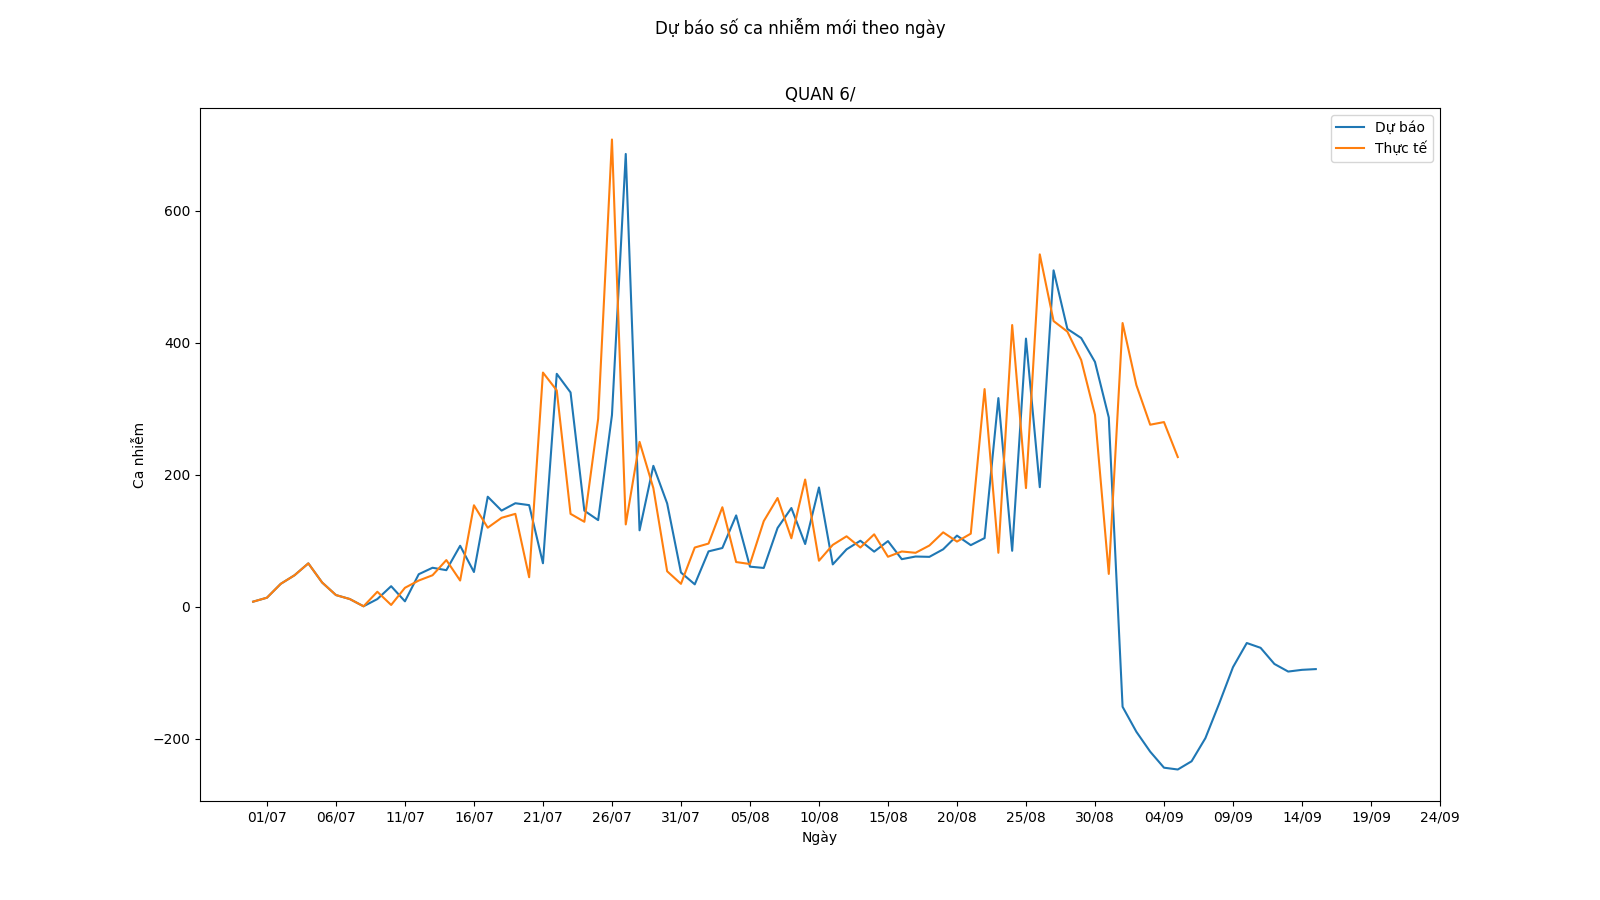 Dự báo số ca nhiễm mới theo ngày
QUAN 6/
Dự báo
Thực tế
600
400
200
0
−200
Ca nhiễm
01/07 06/07 11/07 16/07 21/07 26/07 31/07 05/08 10/08 15/08 20/08 25/08 30/08 04/09 09/09 14/09 19/09 24/09
Ngày